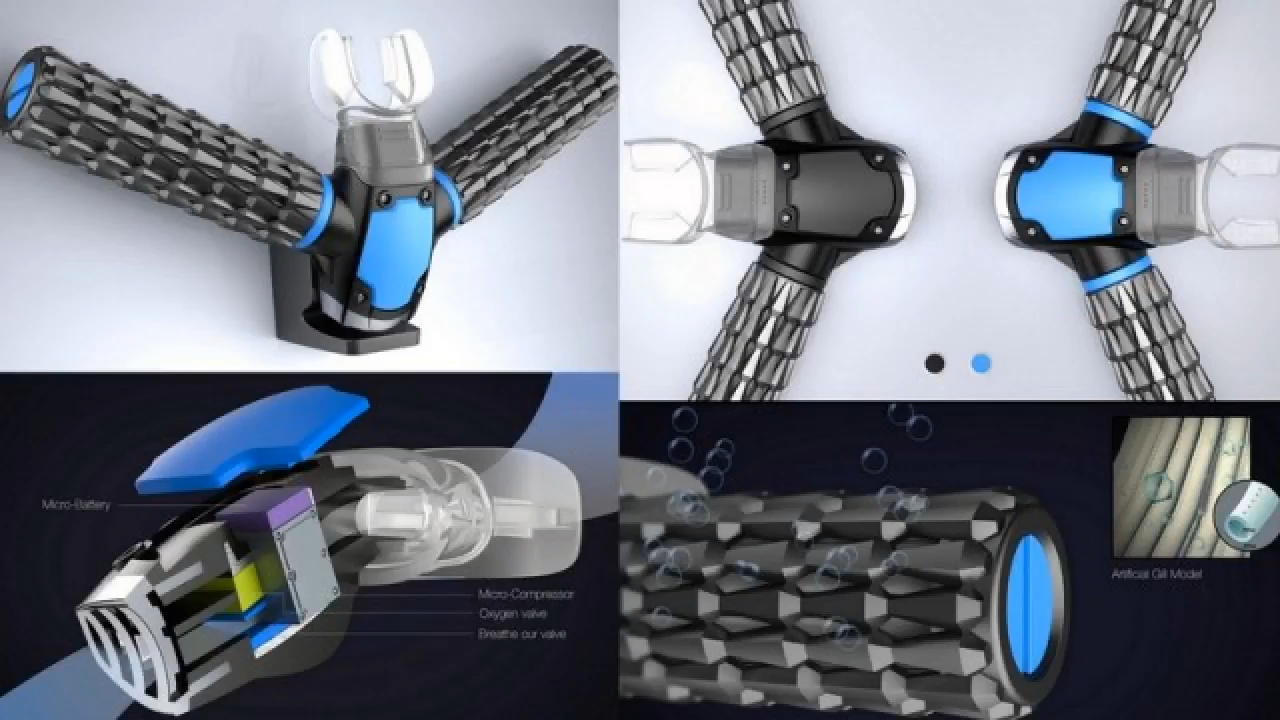 Micro-Battery
Micro-Compressor
Oxygen valve
Breathe our valve
Artificial Gill Model